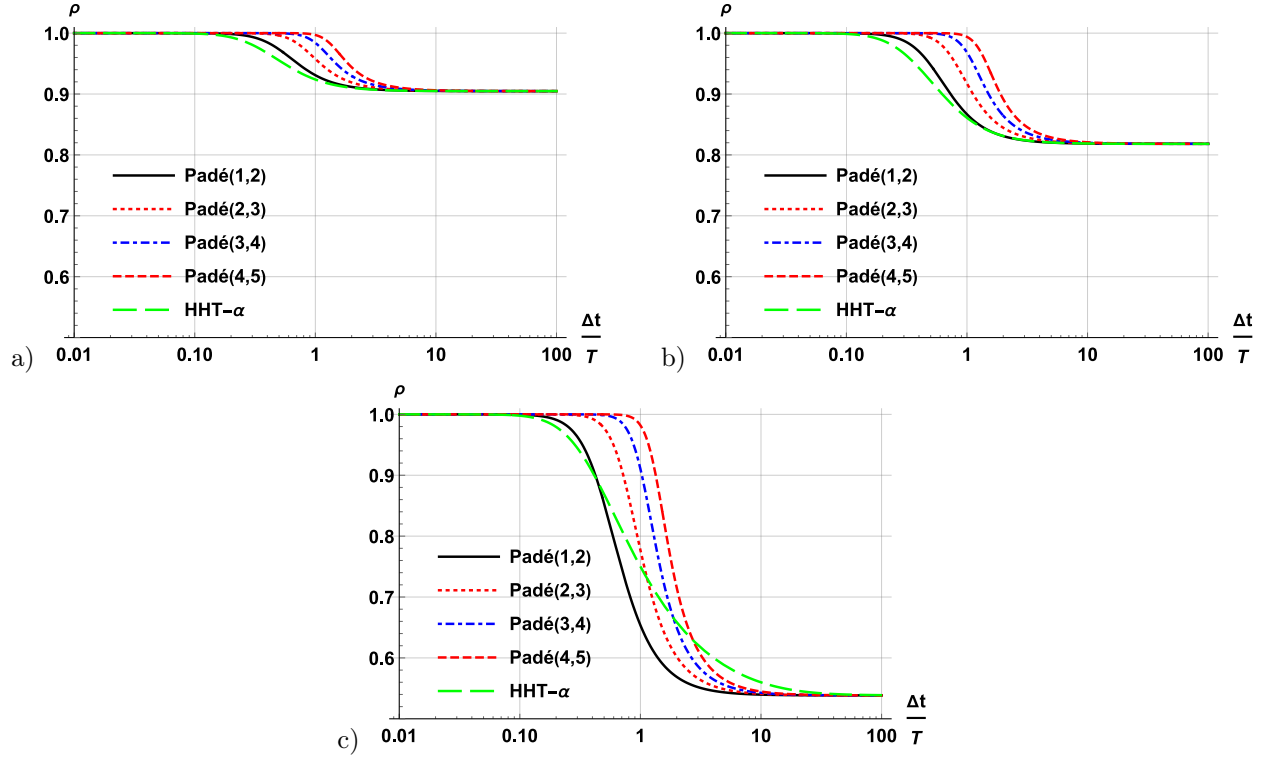 ρ
1.0
0.9
0.8
0.7
0.6
Padé(1,2)
Padé(2,3)
Padé(3,4)
Padé(4,5)
HHT-α
0.01 0.10 1 10 100
Δt
T
a)
ρ
1.0
0.9
0.8
0.7
0.6
Padé(1,2)
Padé(2,3)
Padé(3,4)
Padé(4,5)
HHT-α
0.01 0.10 1 10 100
Δt
T
b)
ρ
1.0
0.9
0.8
0.7
0.6
Padé(1,2)
Padé(2,3)
Padé(3,4)
Padé(4,5)
HHT-α
0.01 0.10 1 10 100
Δt
T
c)